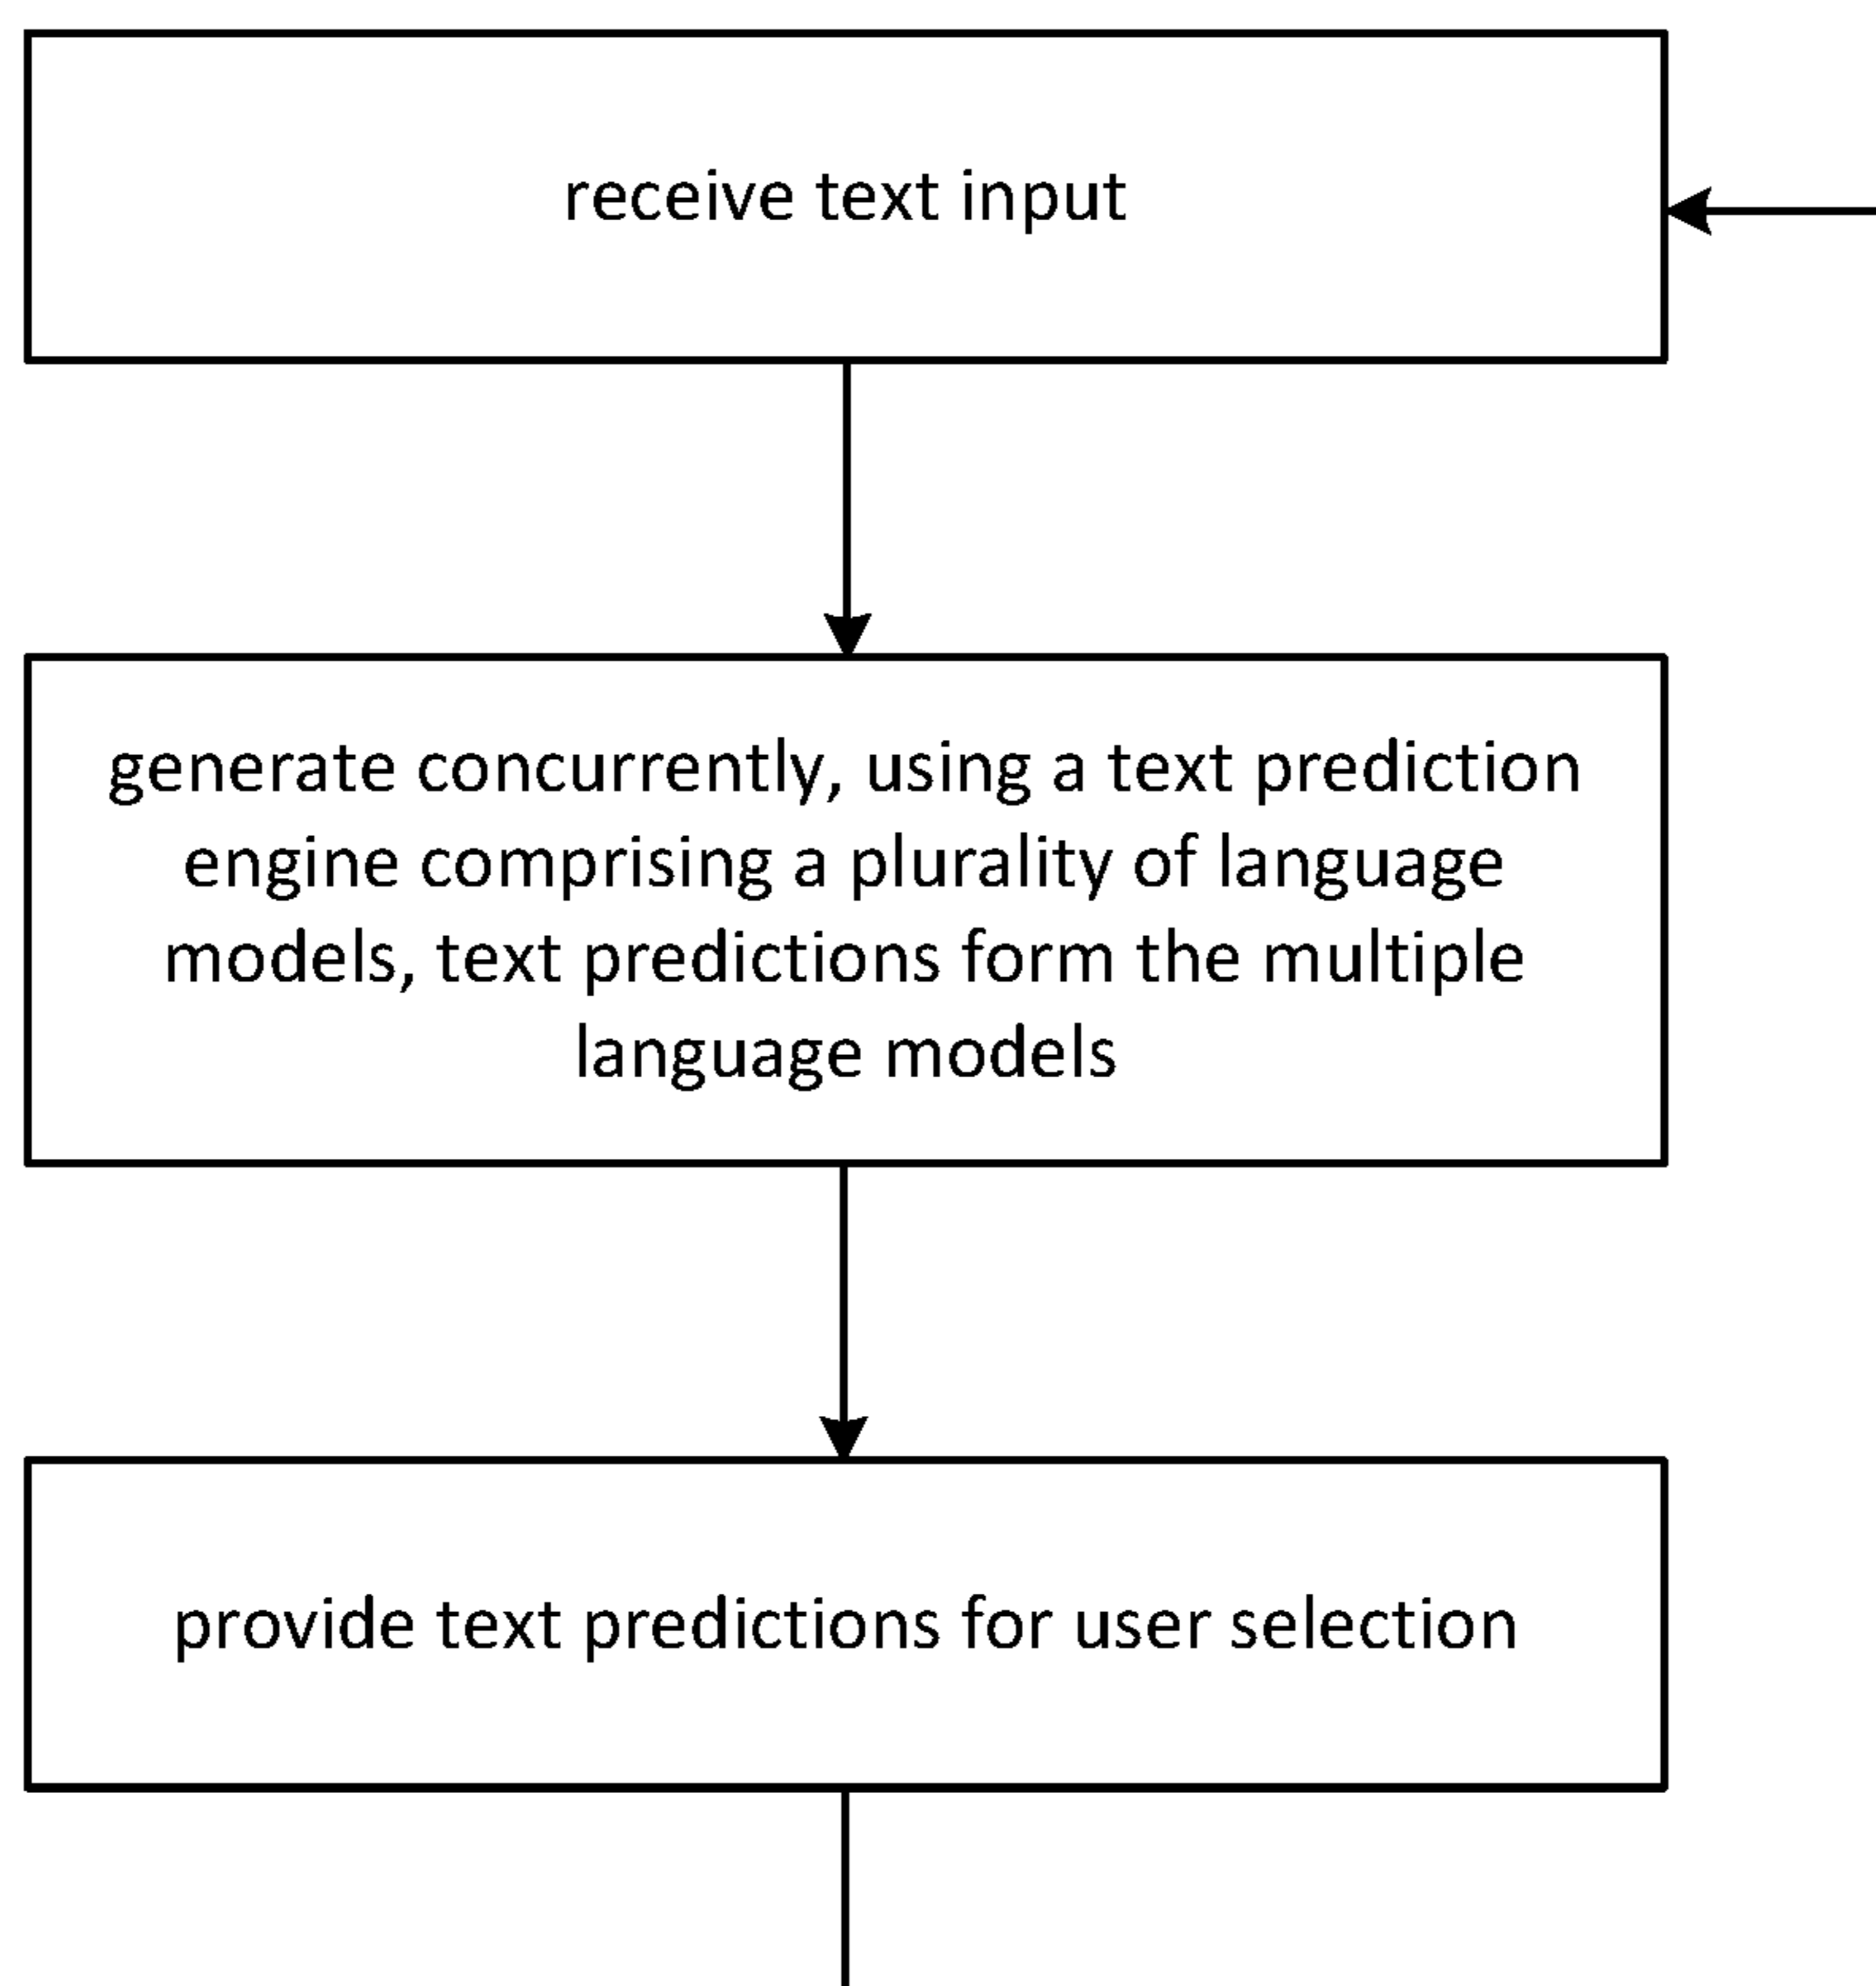 receive text input
generate concurrently, using a text prediction
engine comprising a plurality of language
models, text predictions form the multiple
language models
provide text predictions for user selection